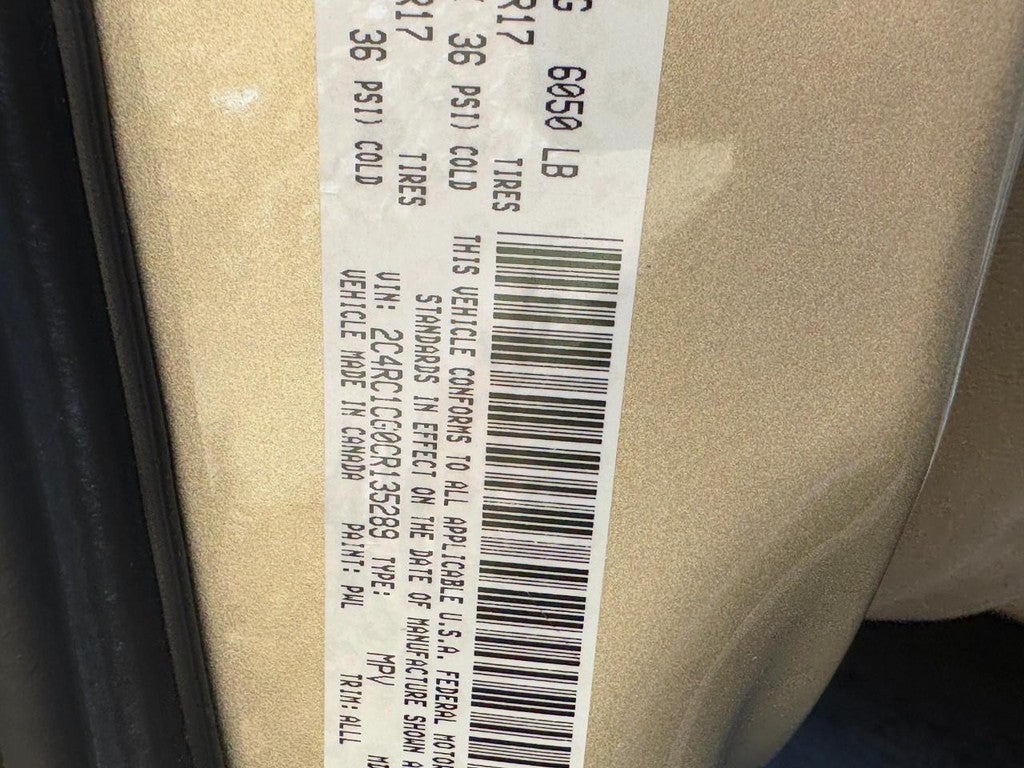 G 6050 LB
R17 TIRES
36 PSI) COLD
R17 TIRES
36 PSI) COLD
THIS VEHICLE CONFORMS TO ALL APPLICABLE U.S.A. FEDERAL MOTOR
STANDARDS IN EFFECT ON THE DATE OF MANUFACTURE SHOWN A
VIN: 2C4RC1CG0CR135289 TYPE: MPV
VEHICLE MADE IN CANADA PAINT: PWL TRIM: ALLL